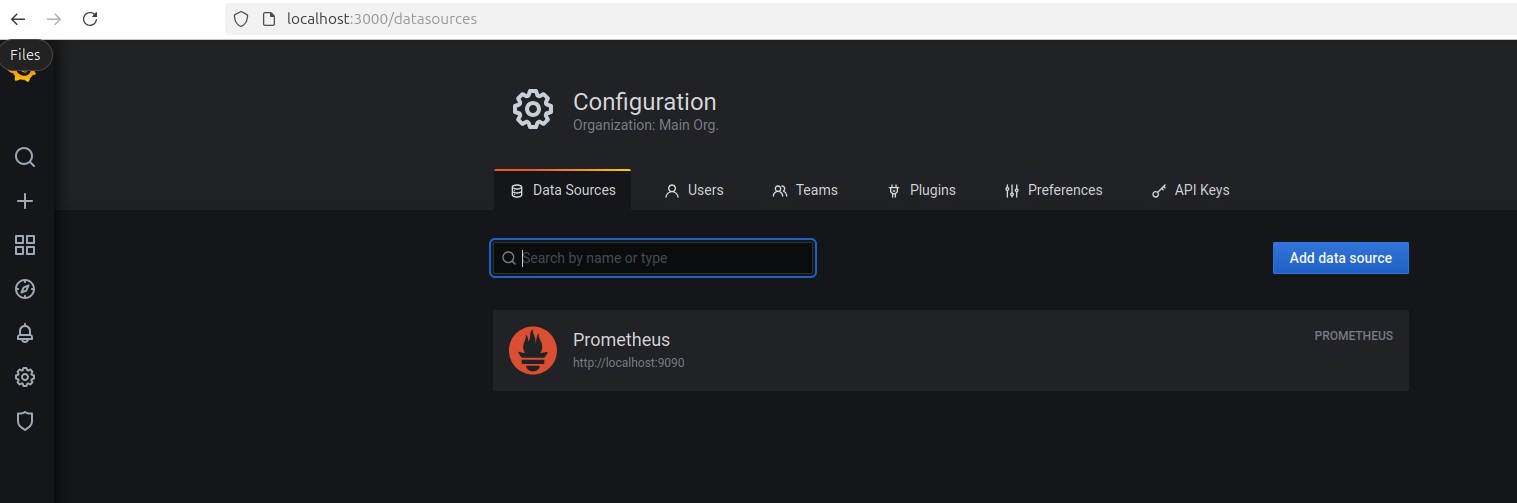 localhost:3000/datasources
Files
Configuration
Organization: Main Org.
Data Sources Users Teams Plugins Preferences API Keys
Search by name or type Add data source
Prometheus PROMETHEUS
http://localhost:9090